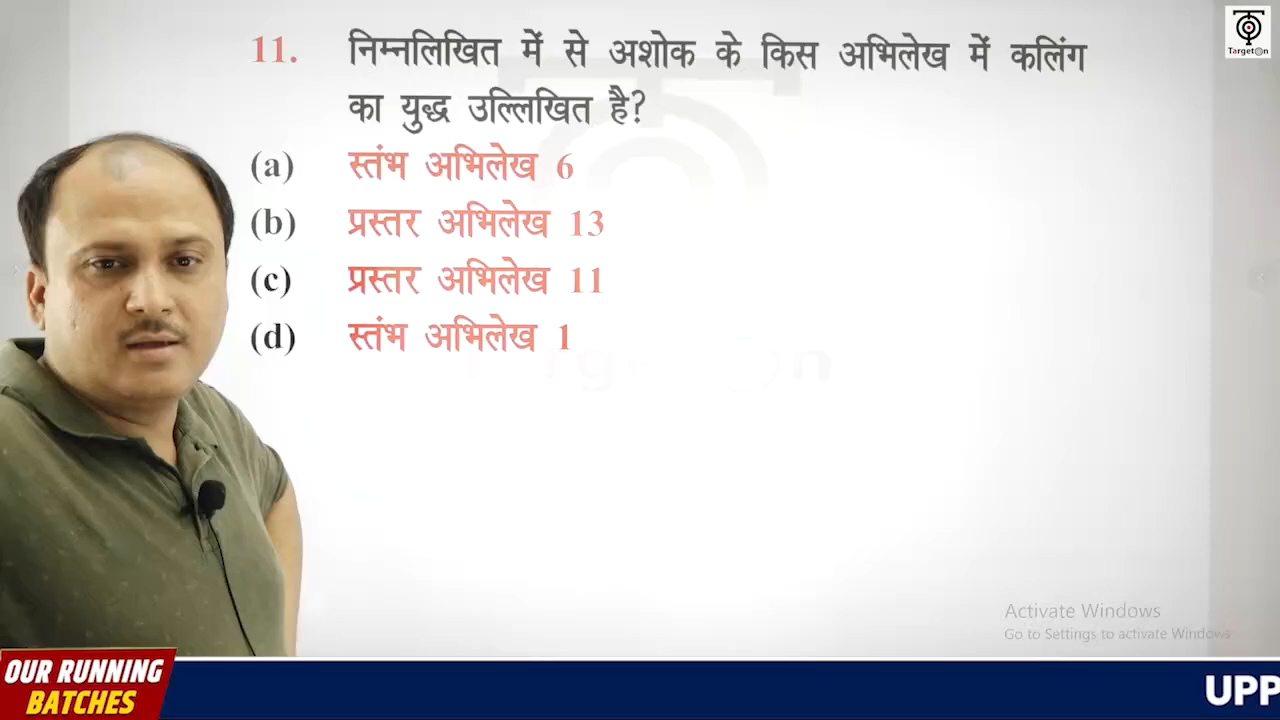 TargetOn
11. निम्नलिखित में से अशोक के किस अभिलेख में कलिंग
का युद्ध उल्लिखित है?
(a) स्तंभ अभिलेख 6
(b) प्रस्तर अभिलेख 13
(c) प्रस्तर अभिलेख 11
(d) स्तंभ अभिलेख 1
Activate Windows
Go to Settings to activate Windows
OUR RUNNING
BATCHES
UPP